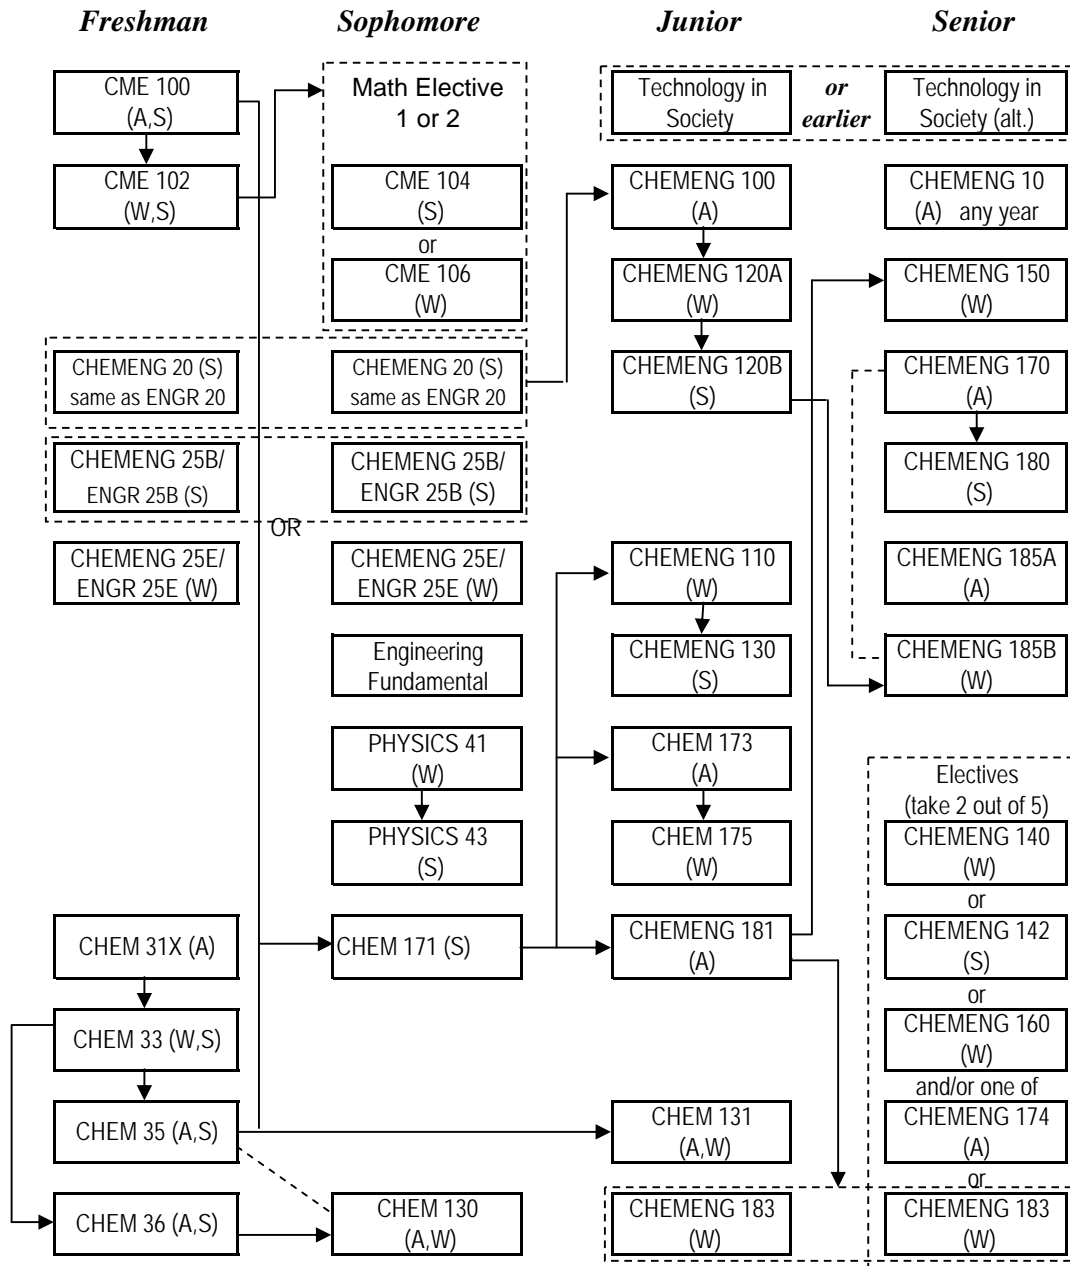 Freshman
Sophomore
Junior
Senior
CME 100
(A,S)
CME 102
(W,S)
CHEMENG 20 (S)
same as ENGR 20
CHEMENG 25B/
ENGR 25B (S)
OR
CHEMENG 25E/
ENGR 25E (W)
CHEM 31X (A)
CHEM 33 (W,S)
CHEM 35 (A,S)
CHEM 36 (A,S)
Math Elective
1 or 2
CME 104
(S)
or
CME 106
(W)
CHEMENG 20 (S)
same as ENGR 20
CHEMENG 25B/
ENGR 25B (S)
CHEMENG 25E/
ENGR 25E (W)
Engineering
Fundamental
PHYSICS 41
(W)
PHYSICS 43
(S)
CHEM 171 (S)
CHEM 130
(A,W)
Technology in
Society
or
earlier
CHEMENG 100
(A)
CHEMENG 120A
(W)
CHEMENG 120B
(S)
CHEMENG 110
(W)
CHEMENG 130
(S)
CHEM 173
(A)
CHEM 175
(W)
CHEMENG 181
(A)
CHEM 131
(A,W)
CHEMENG 183
(W)
Technology in
Society (alt.)
CHEMENG 10
(A) any year
CHEMENG 150
(W)
CHEMENG 170
(A)
CHEMENG 180
(S)
CHEMENG 185A
(A)
CHEMENG 185B
(W)
Electives
(take 2 out of 5)
CHEMENG 140
(W)
or
CHEMENG 142
(S)
or
CHEMENG 160
(W)
and/or one of
CHEMENG 174
(A)
or
CHEMENG 183
(W)